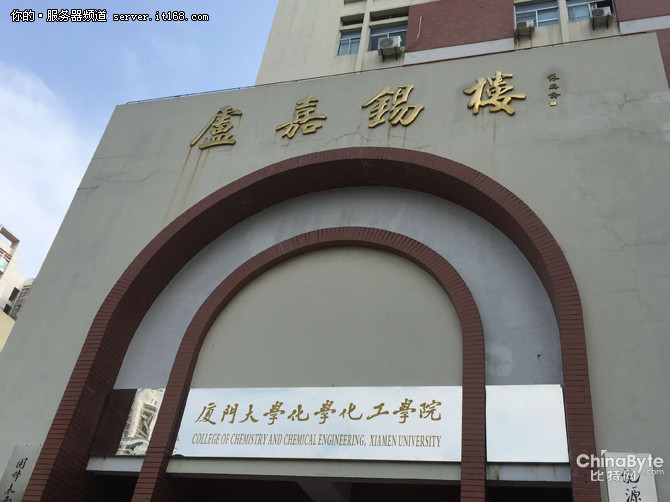 你的·服务器频道 server.it168.com
盧嘉錫樓
廈門大學化學化工學院
COLLEGE OF CHEMISTRY AND CHEMICAL ENGINEERING, XIAMEN UNIVERSITY
ChinaByte
比特网